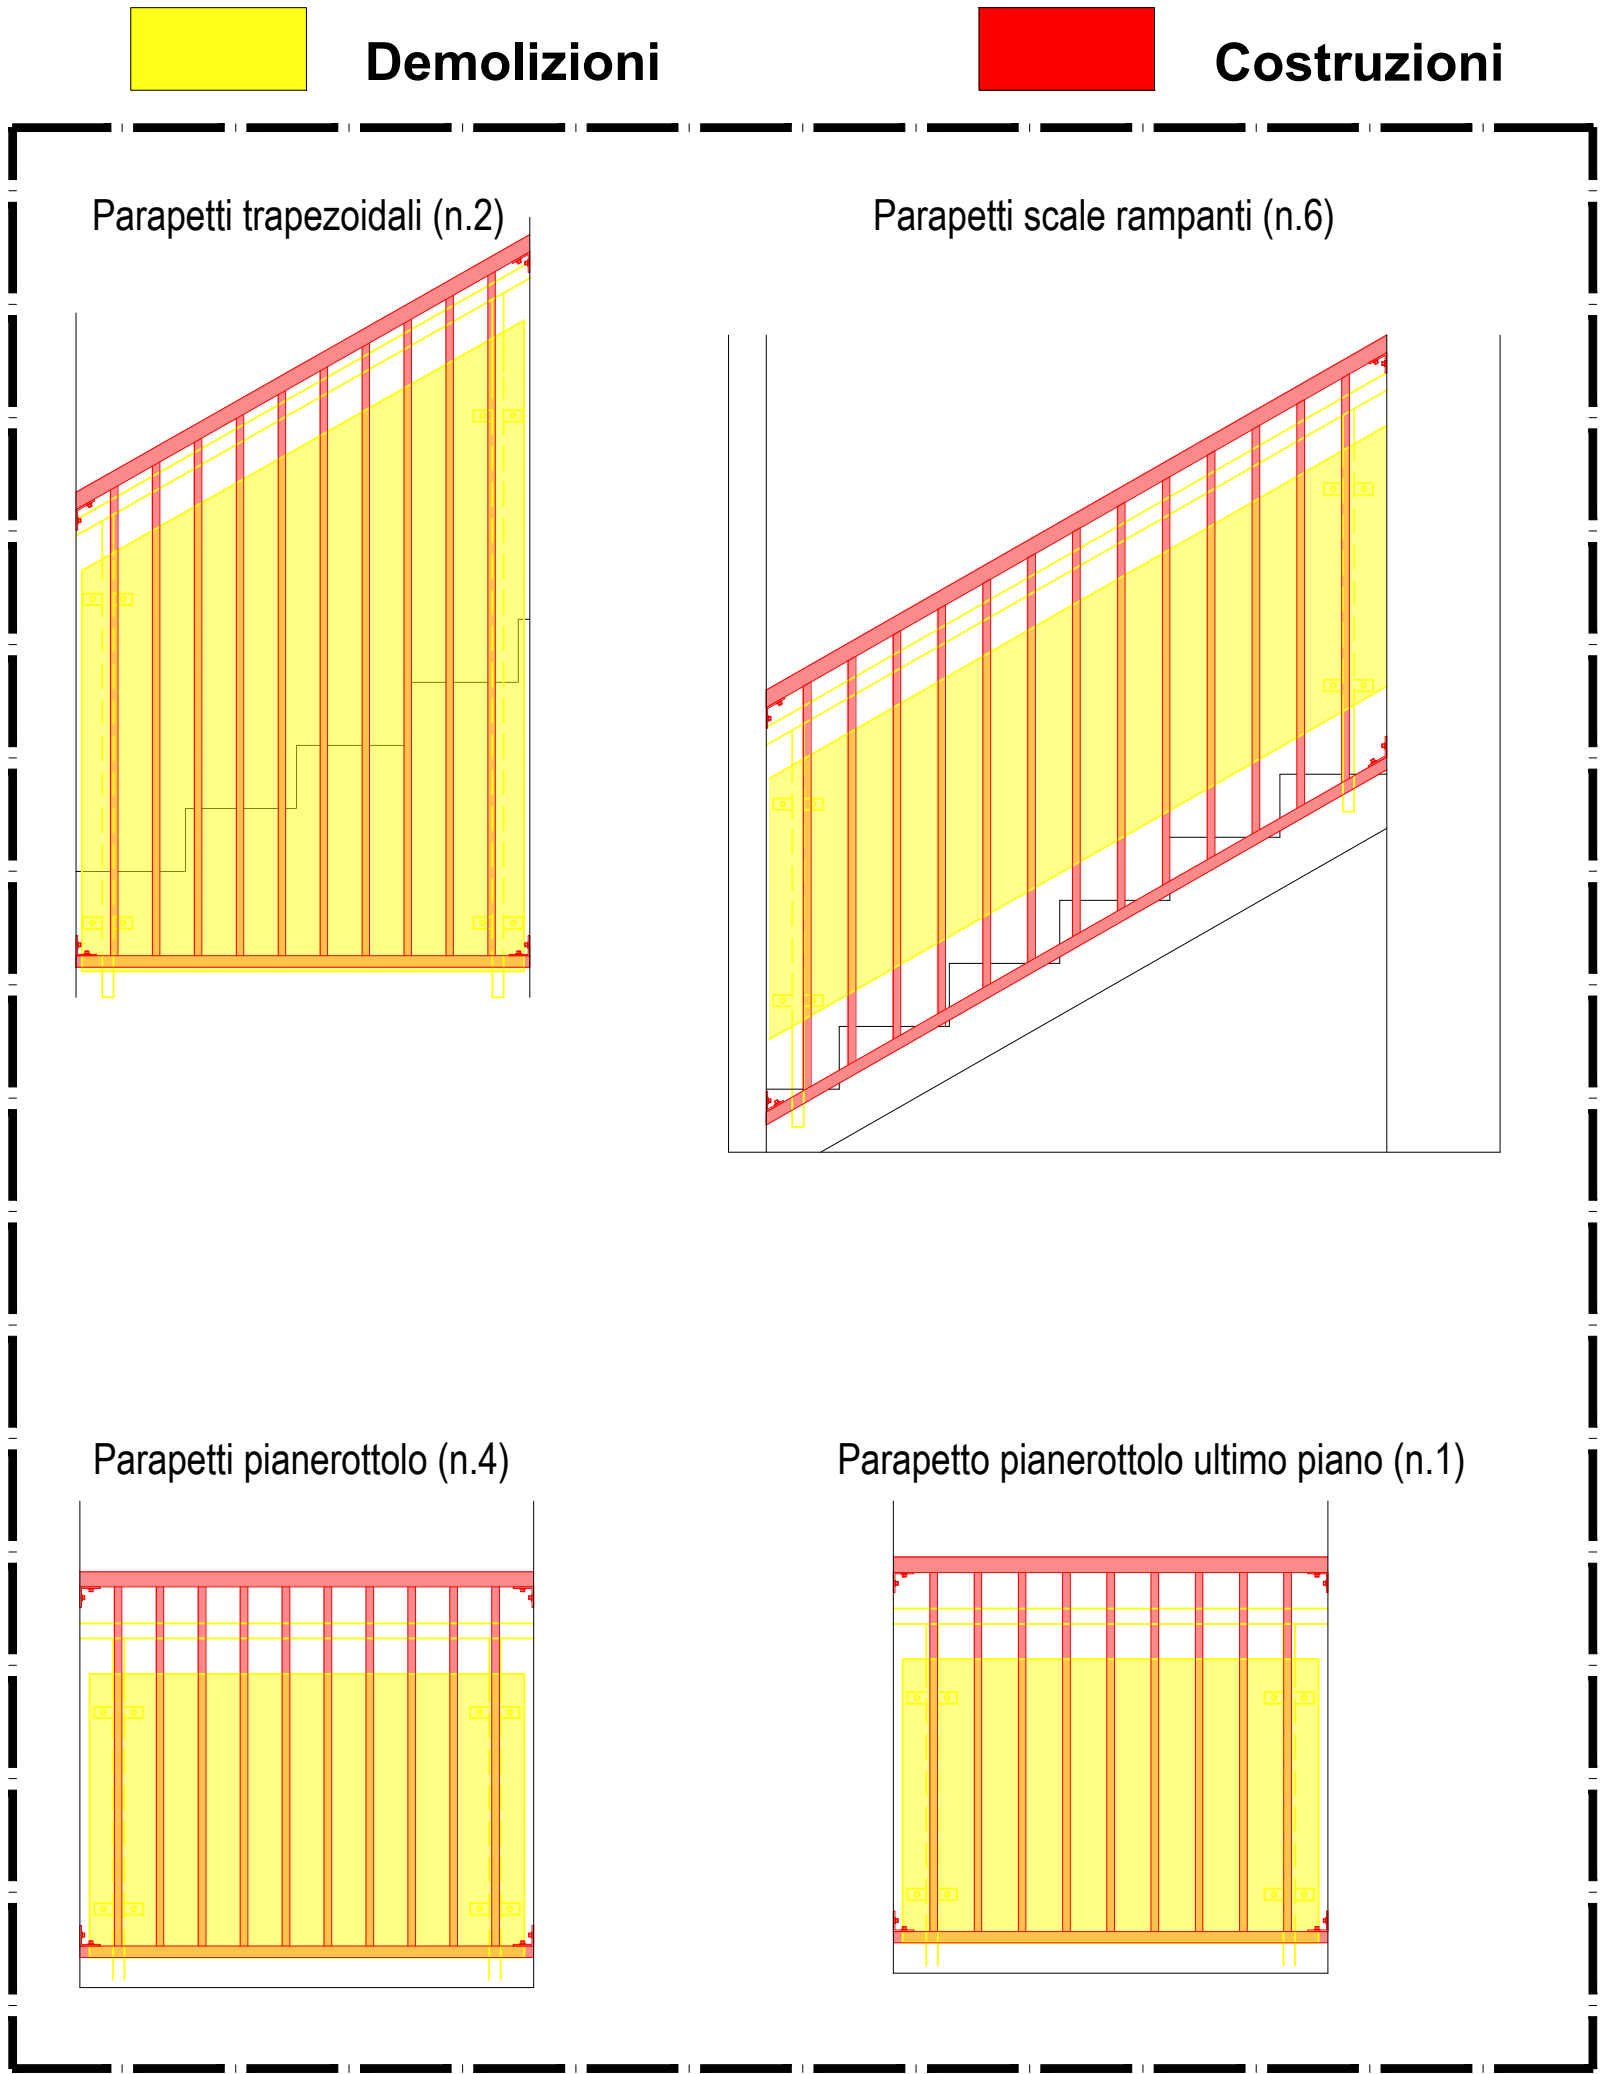 Demolizioni
Costruzioni
Parapetti trapezoidali (n.2)
Parapetti scale rampanti (n.6)
Parapetti pianerottolo (n.4)
Parapetto pianerottolo ultimo piano (n.1)